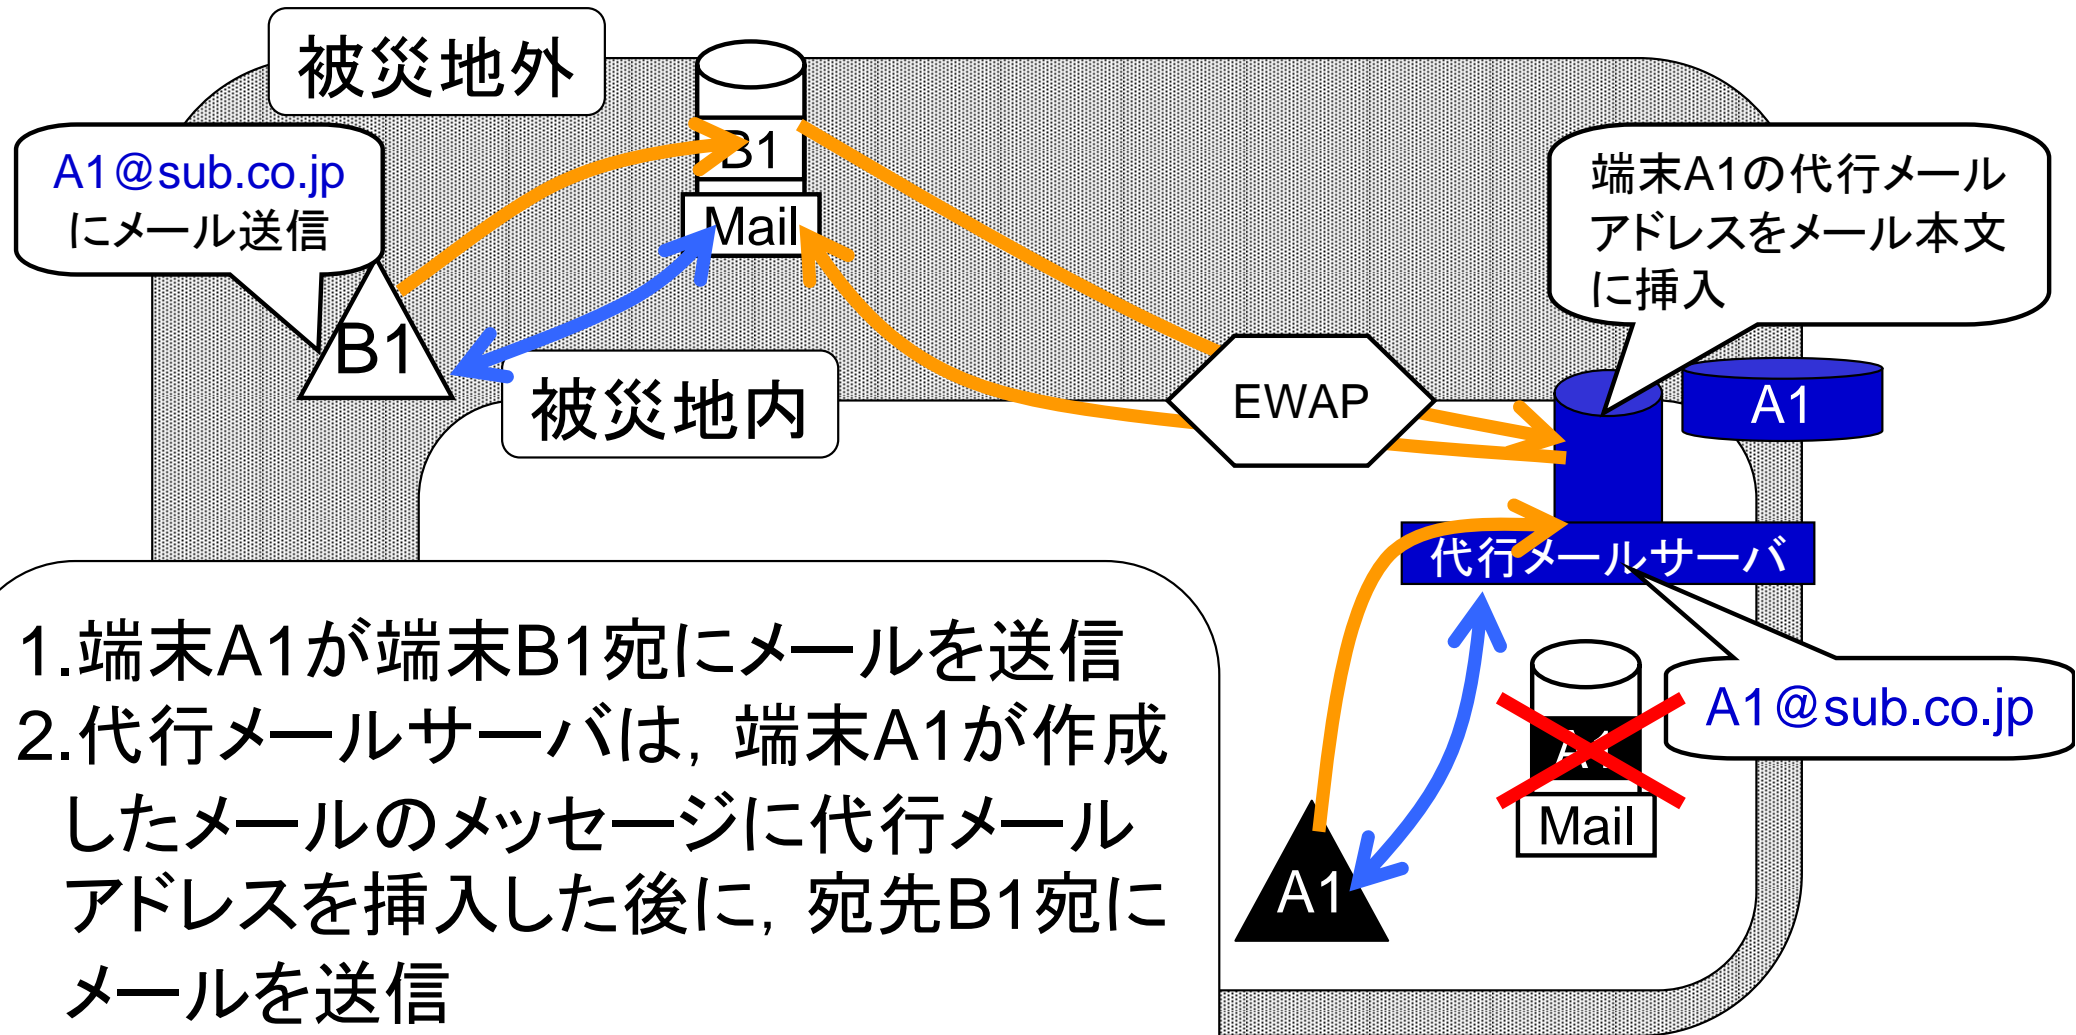 被災地外
B1
Mail
A1@sub.co.jp
にメール送信
B1
被災地内
EWAP
端末A1の代行メール
アドレスをメール本文
に挿入
A1
代行メールサーバ
A1@sub.co.jp
A1
Mail
A1
1.端末A1が端末B1宛にメールを送信
2.代行メールサーバは，端末A1が作成
したメールのメッセージに代行メール
アドレスを挿入した後に，宛先B1宛に
メールを送信